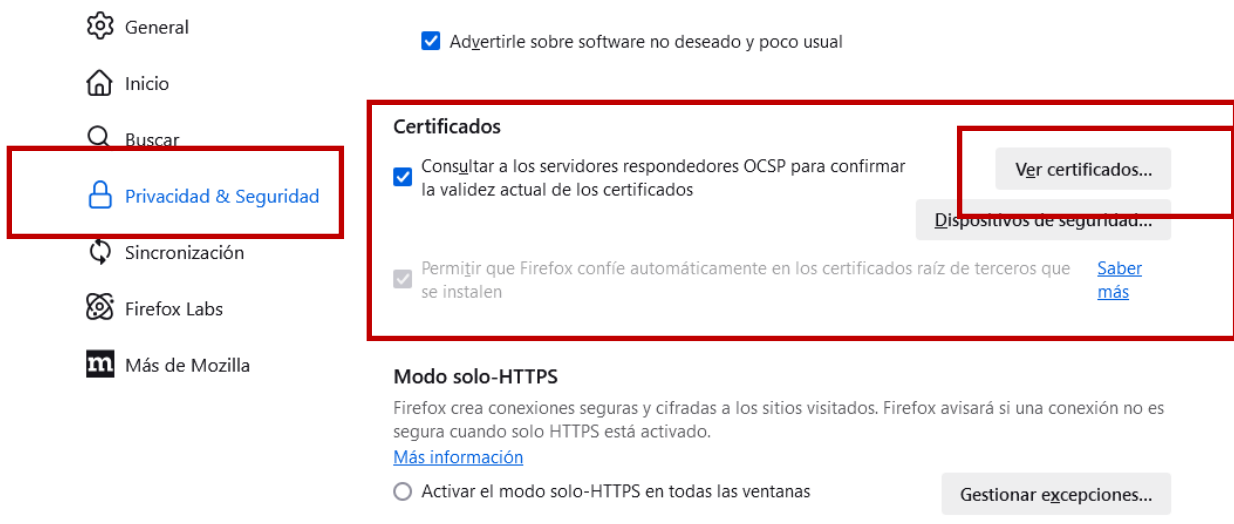 General
Inicio
Buscar
Privacidad & Seguridad
Sincronización
Firefox Labs
m Más de Mozilla
Advertirle sobre software no deseado y poco usual
Certificados
Consultar a los servidores respondedores OCSP para confirmar
la validez actual de los certificados
Ver certificados...
Dispositivos de seguridad...
Permitir que Firefox confíe automáticamente en los certificados raíz de terceros que
se instalen
Saber
más
Modo solo-HTTPS
Firefox crea conexiones seguras y cifradas a los sitios visitados. Firefox avisará si una conexión no es
segura cuando solo HTTPS está activado.
Más información
Activar el modo solo-HTTPS en todas las ventanas
Gestionar excepciones...